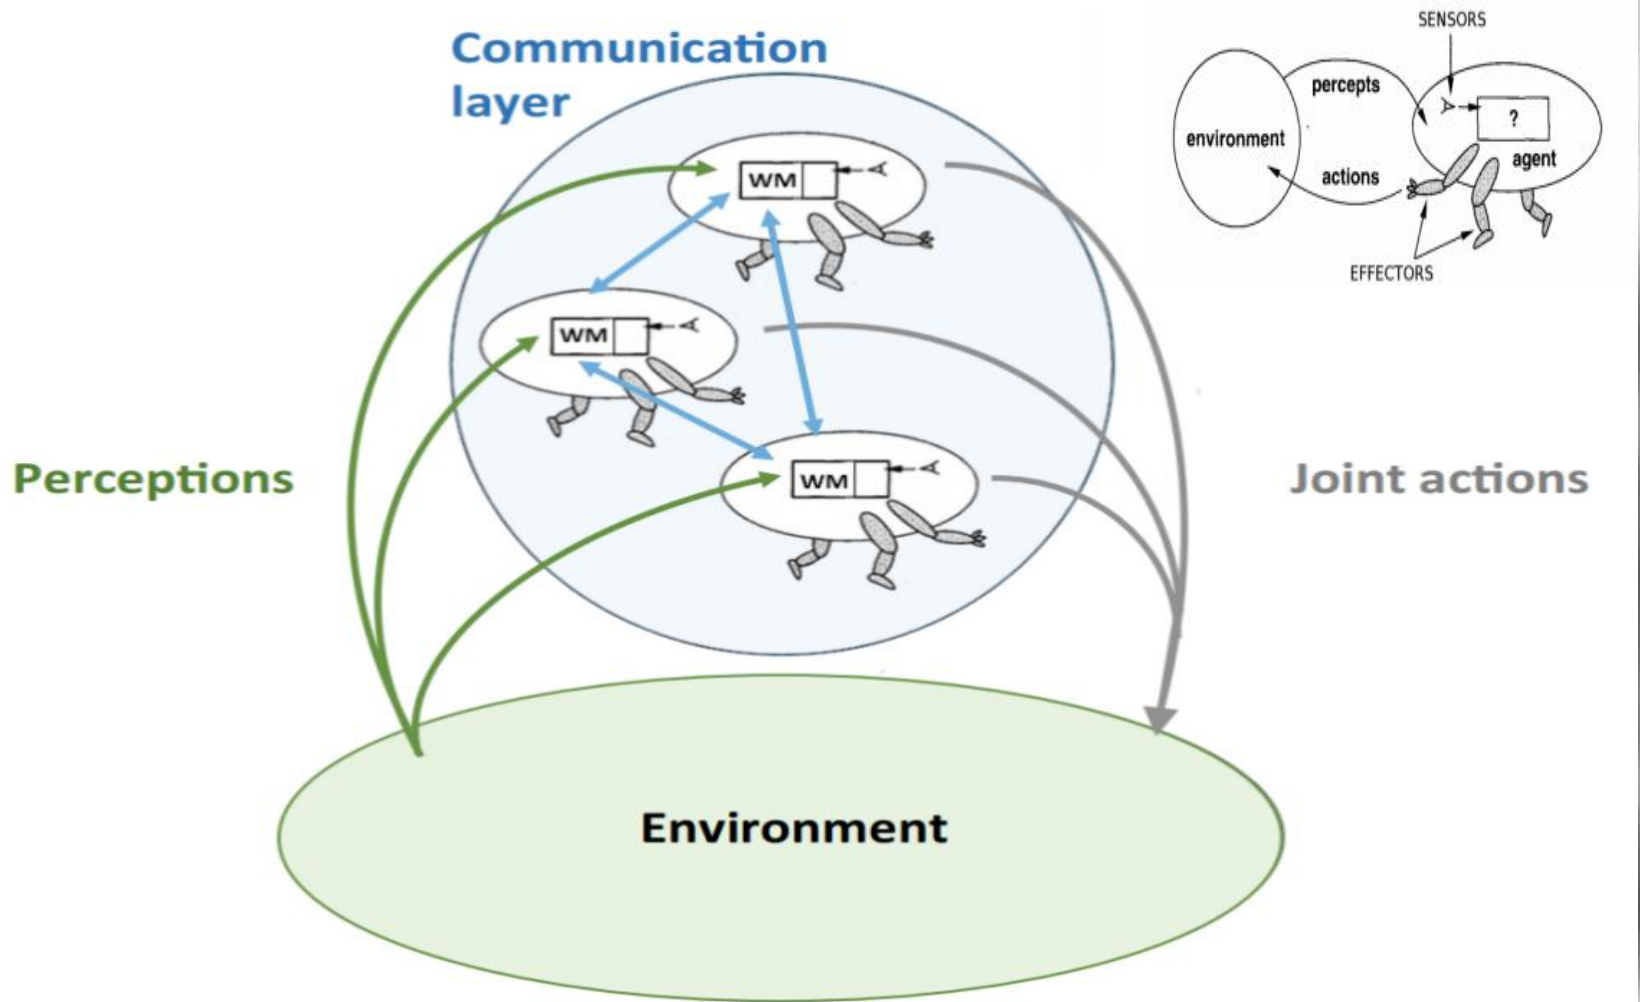 Communication
layer
WM
WM
WM
Perceptions
Joint actions
Environment
SENSORS
percepts
environment
?
agent
actions
EFFECTORS